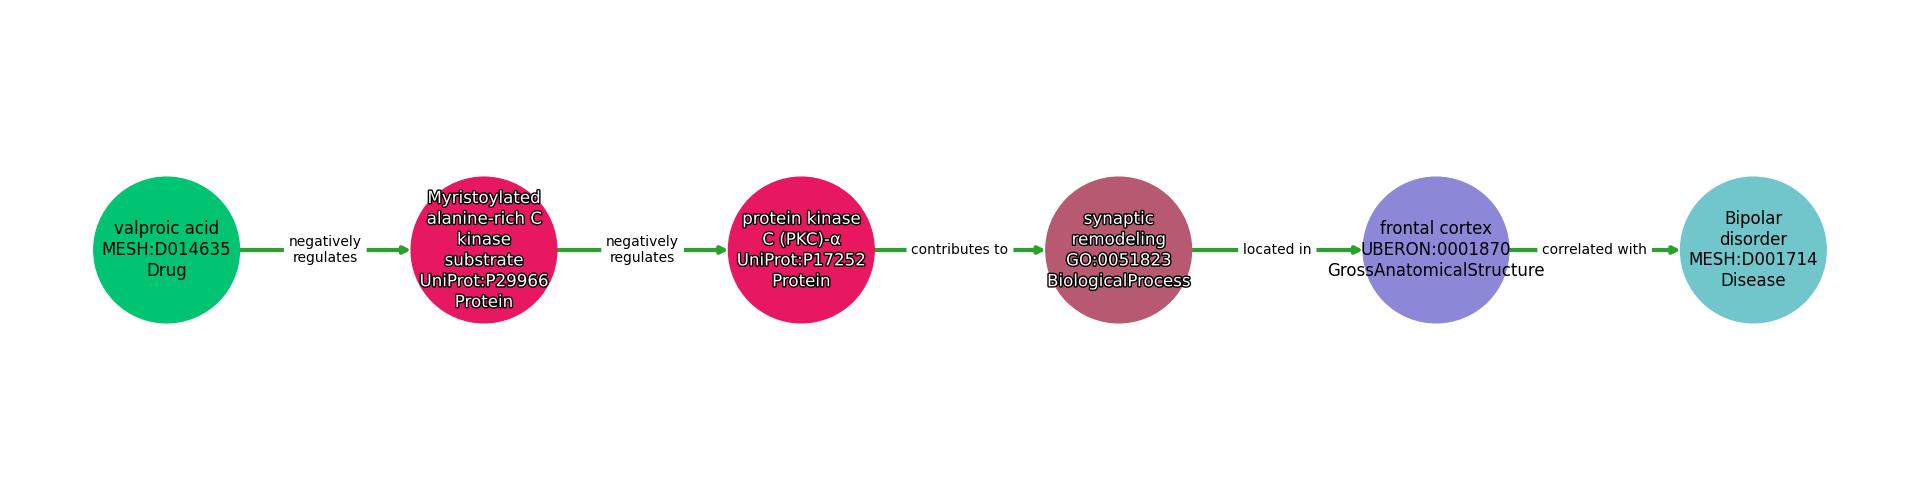 valproic acid
MESH:D014635
Drug
negatively
regulates
Myristoylated
alanine-rich C
kinase
substrate
UniProt:P29966
Protein
negatively
regulates
protein kinase
C (PKC)-α
UniProt:P17252
Protein
contributes to
synaptic
remodeling
GO:0051823
BiologicalProcess
located in
frontal cortex
UBERON:0001870
GrossAnatomicalStructure
correlated with
Bipolar
disorder
MESH:D001714
Disease